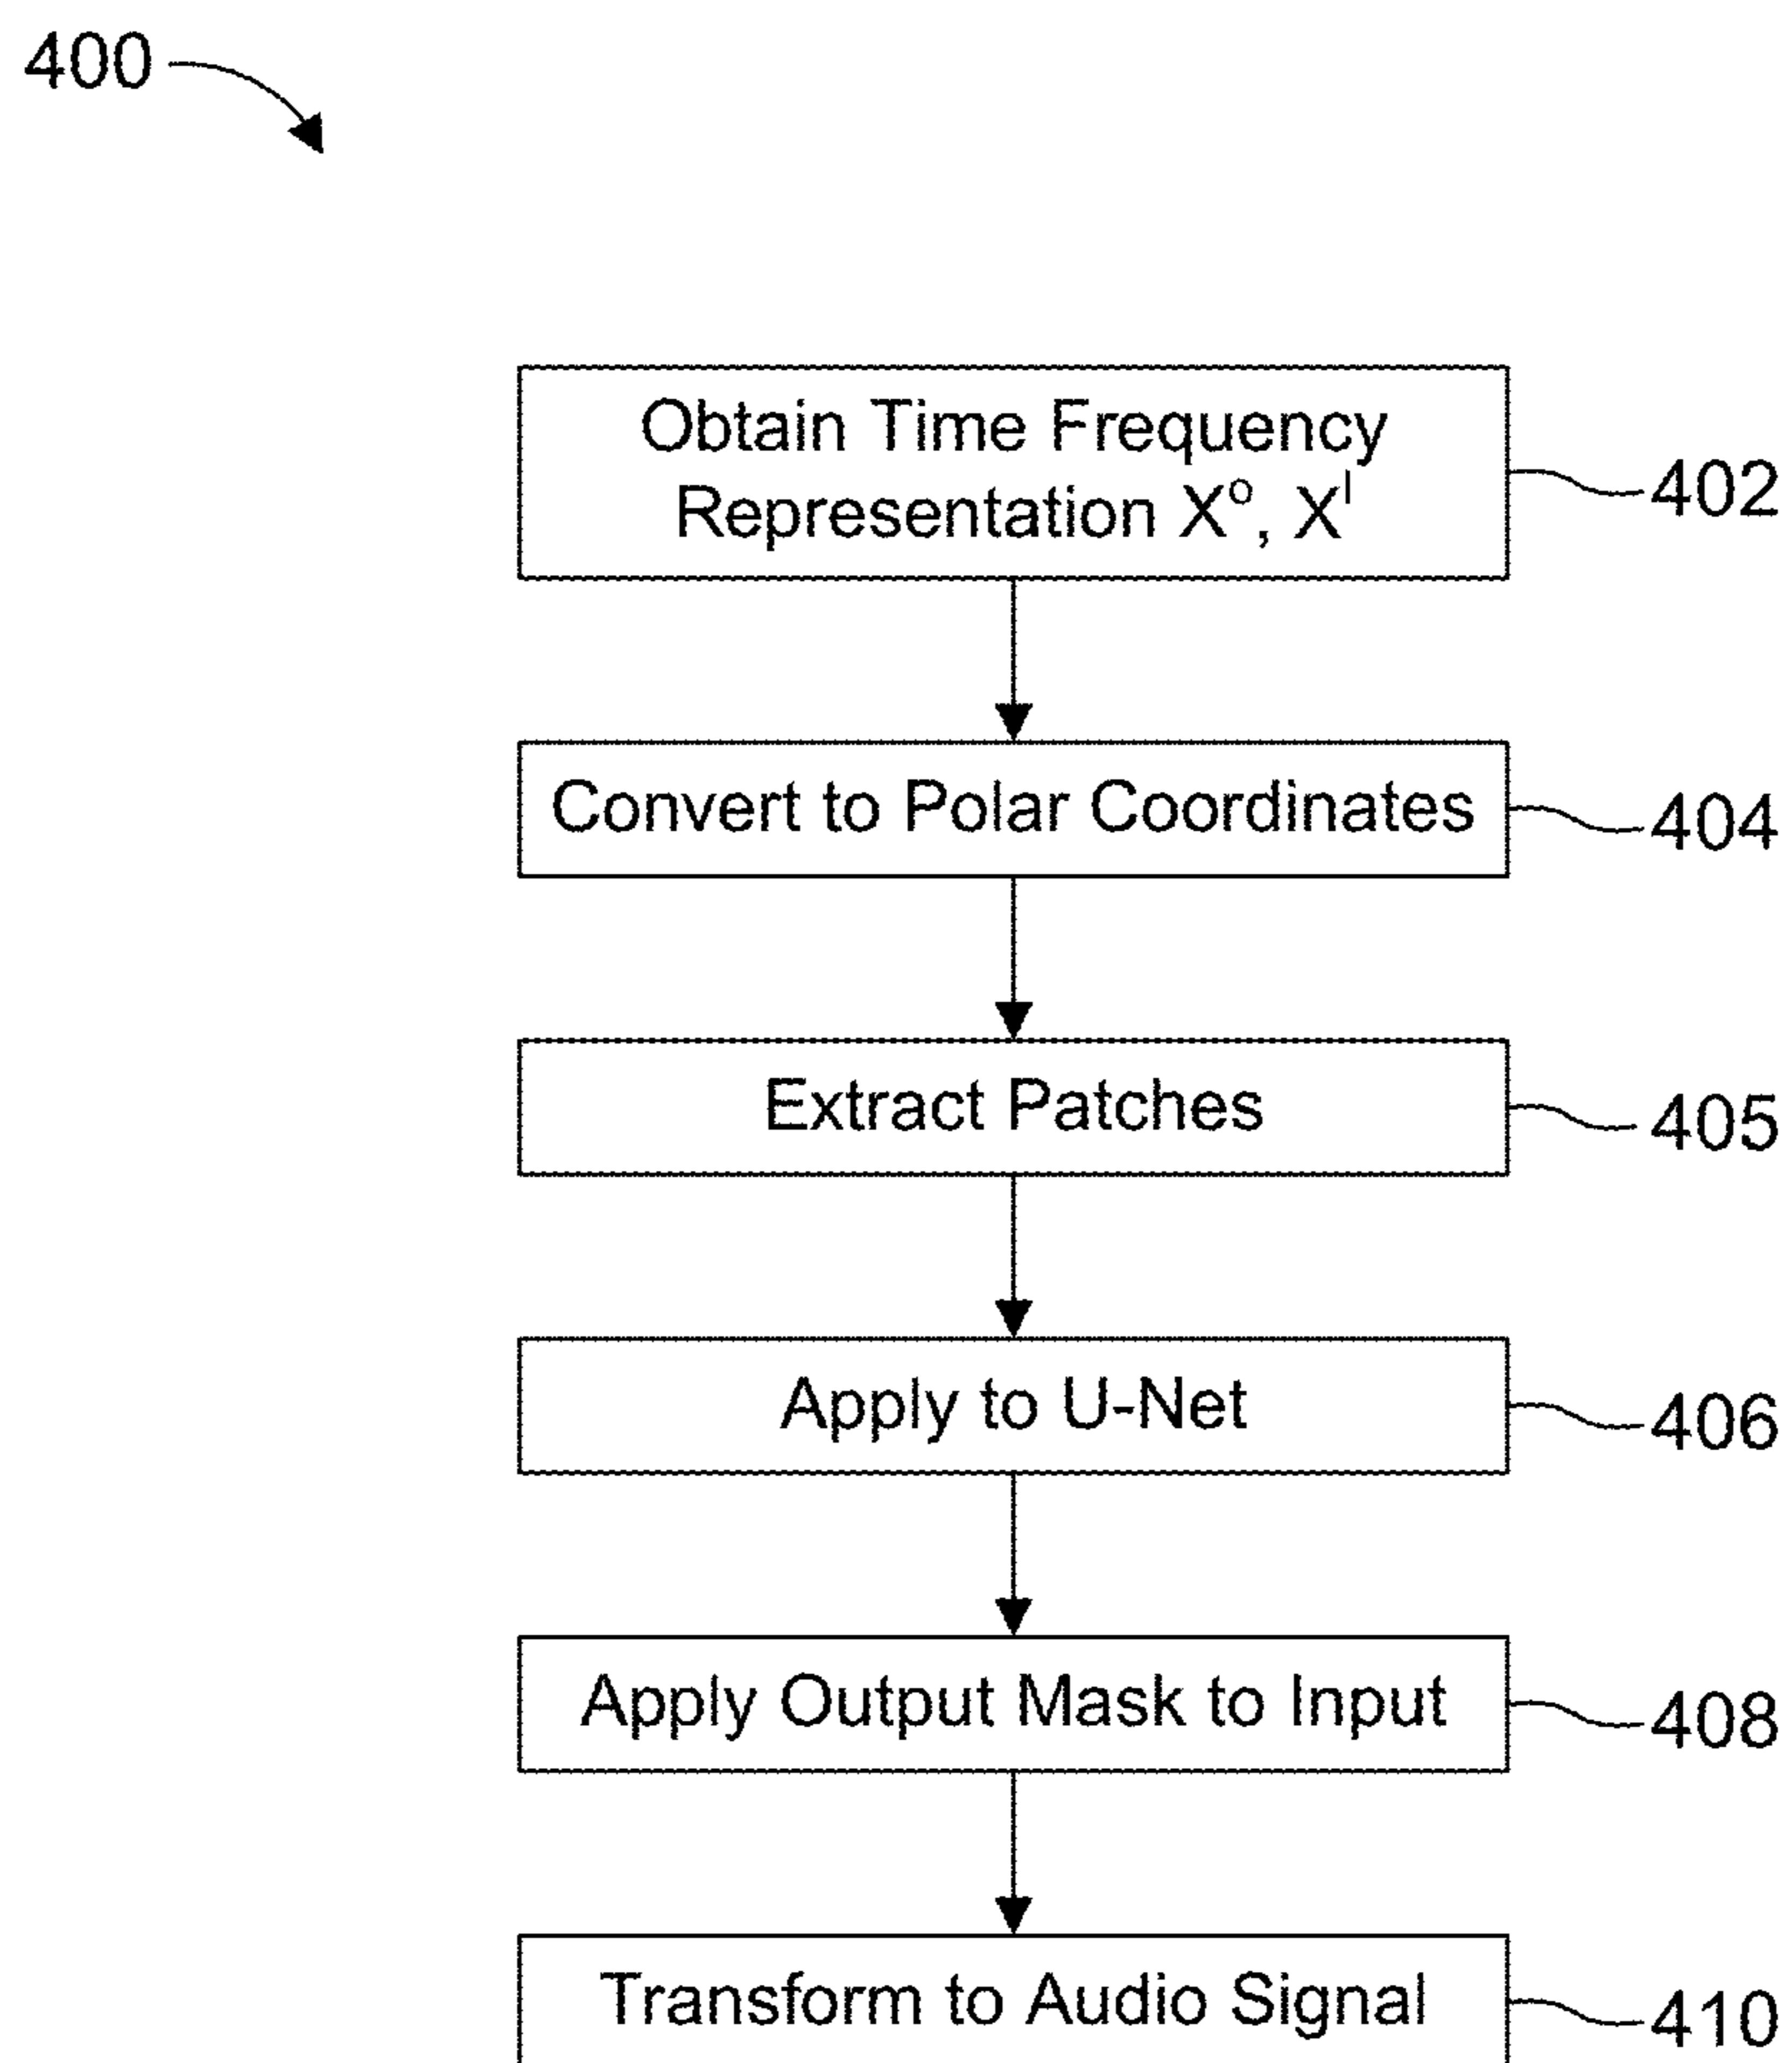 400
Obtain Time Frequency
Representation X°, X|
402
Convert to Polar Coordinates
404
Extract Patches
405
Apply to U-Net
406
Apply Output Mask to Input
408
Transform to Audio Signal
410